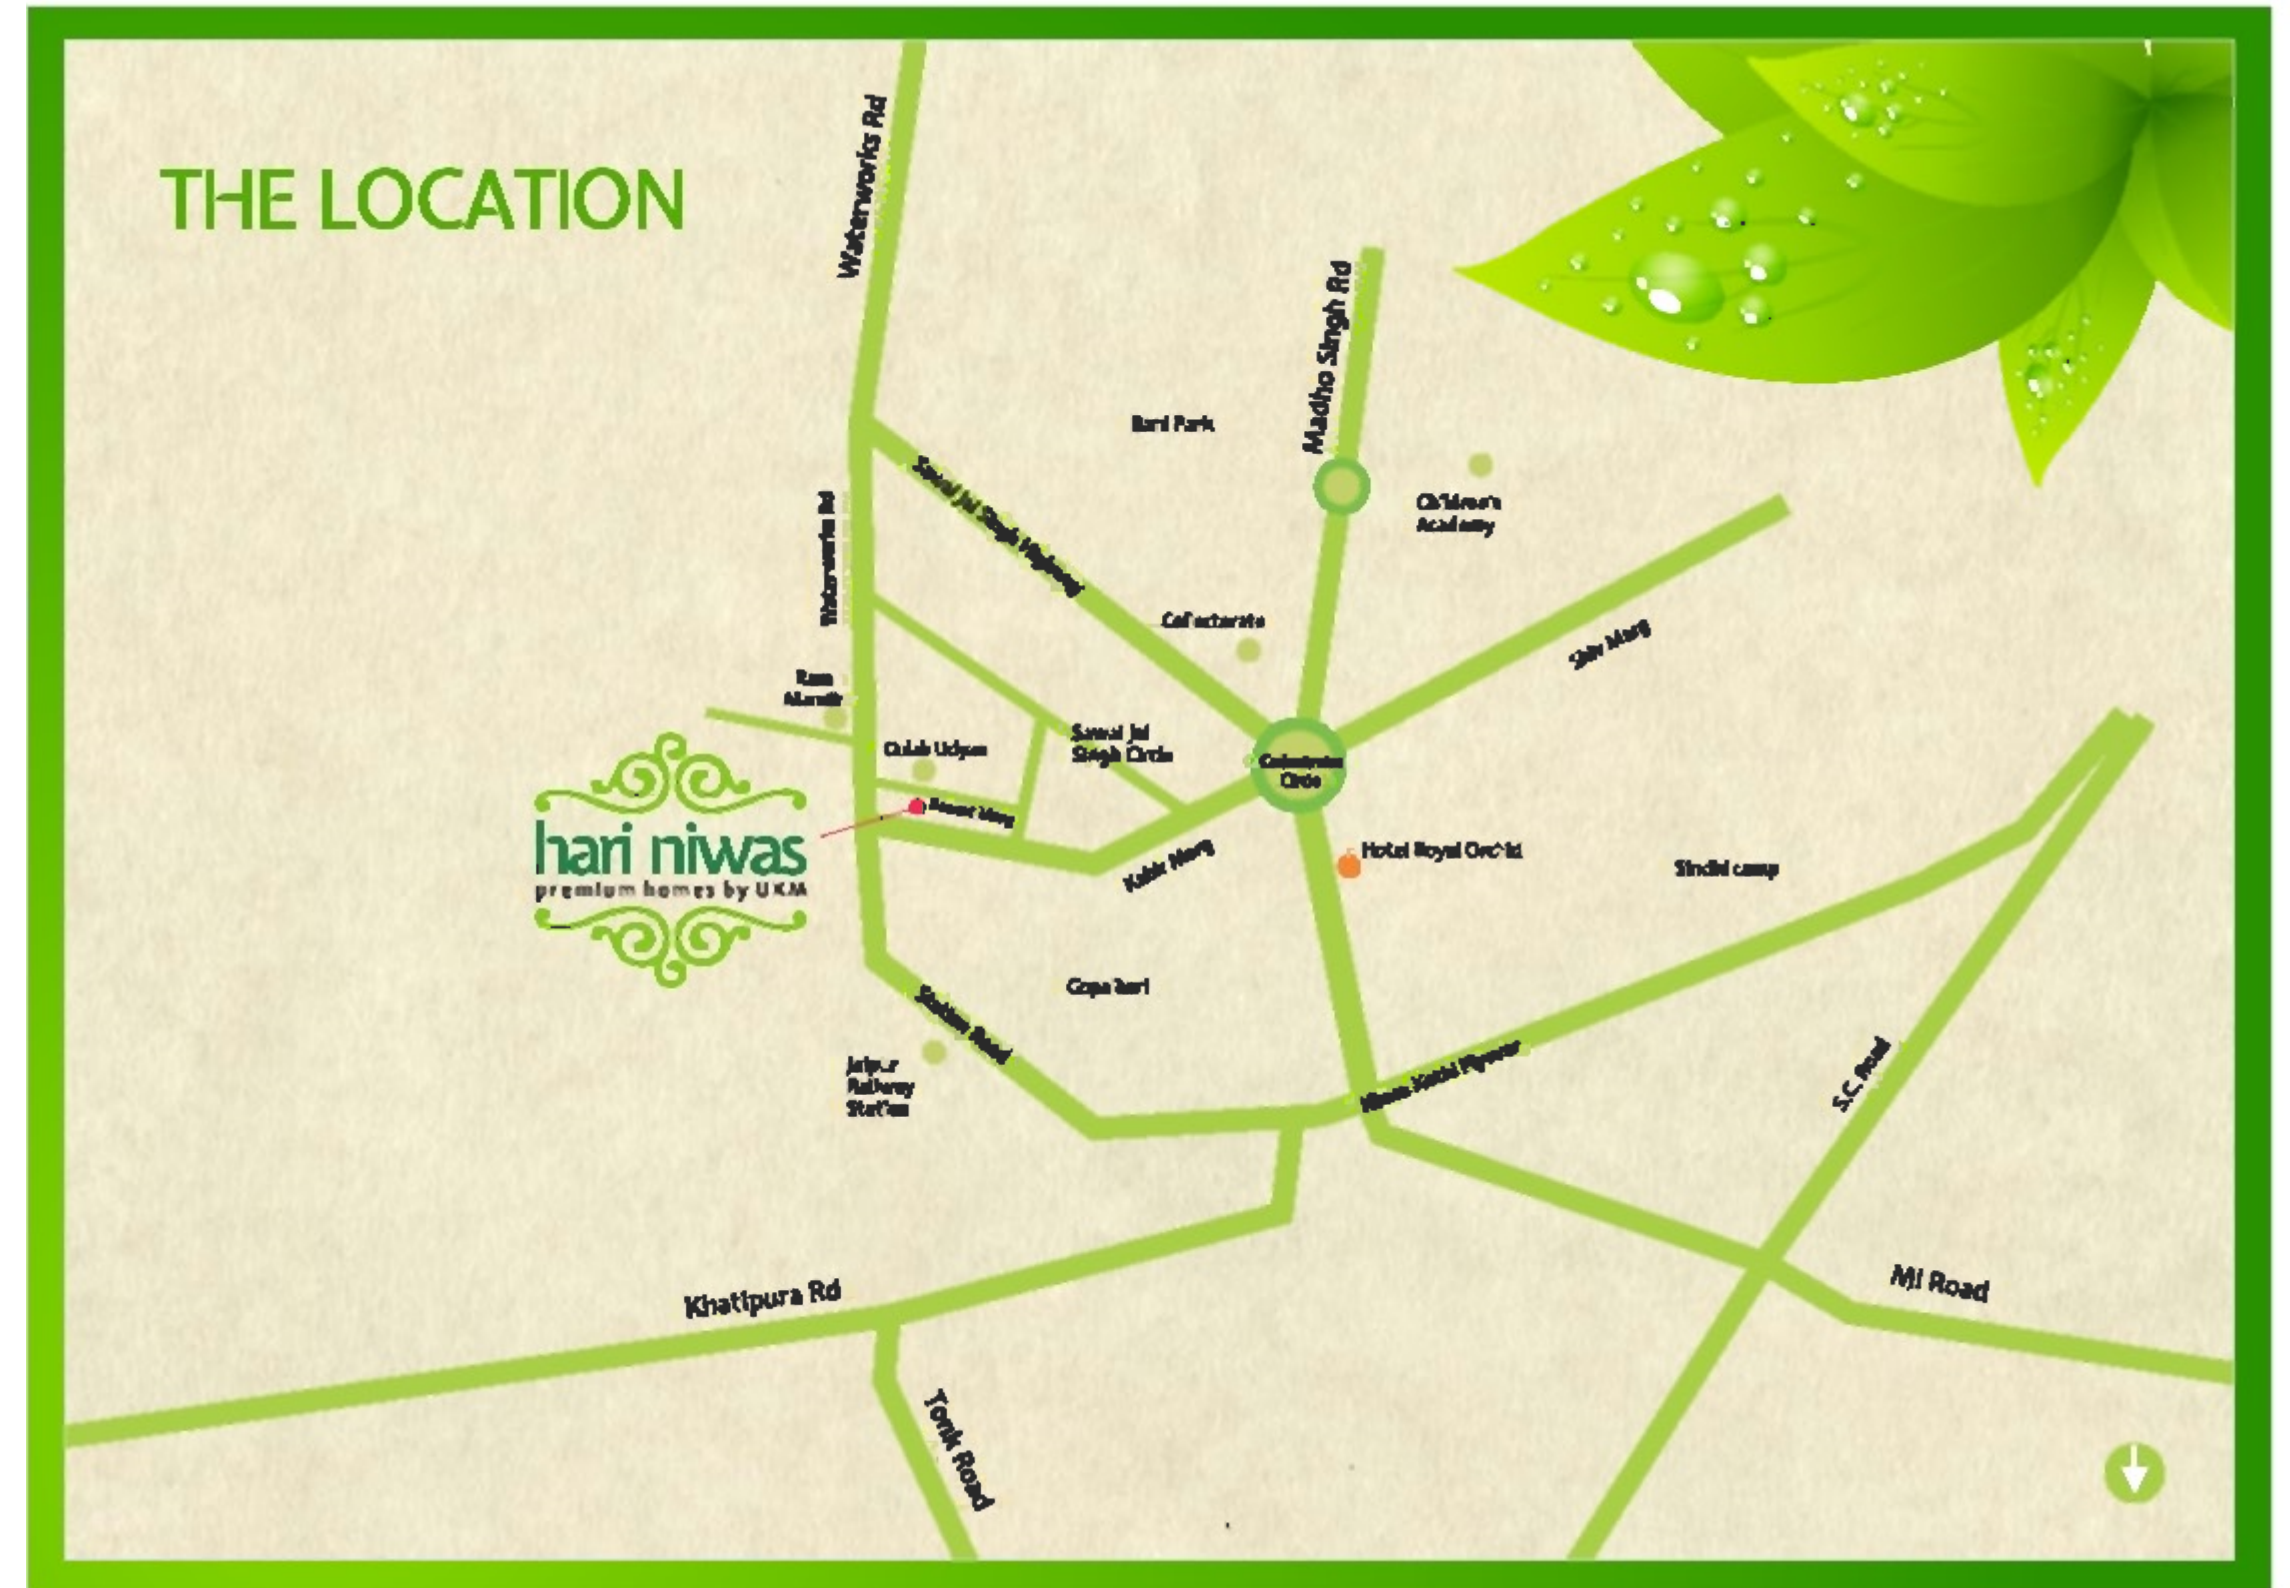 THE LOCATION
Waterworks Rd
Madho Singh Rd
Bani Park
Sawai Jai Singh Highway
Children's
Academy
Waterworks Rd
Collectorate
Shiv Marg
Ram
Mandir
Gulab Udyan
Sawai Jai
Singh Circle
Circle
Marg
hari niwas
premium homes by UKM
Kabir Marg
Hotel Royal Orchid
Sindhi camp
Station Road
Jaipur
Railway
Station
S.C. Road
Khatipura Rd
MI Road
Tonk Road